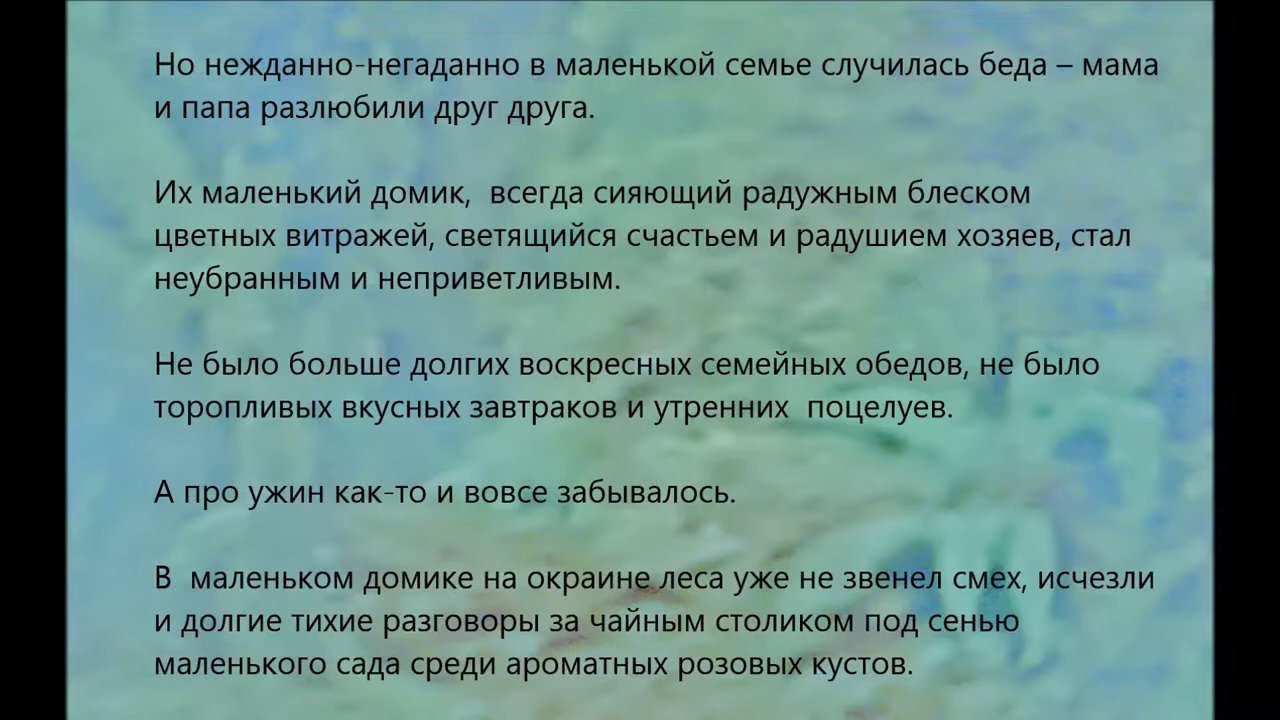 Но нежданно-негаданно в маленькой семье случилась беда – мама
и папа разлюбили друг друга.
Их маленький домик,  всегда сияющий радужным блеском
цветных витражей, светящийся счастьем и радушием хозяев, стал
неубранным и неприветливым.
Не было больше долгих воскресных семейных обедов, не было
торопливых вкусных завтраков и утренних  поцелуев.
А про ужин как-то и вовсе забывалось.
В  маленьком домике на окраине леса уже не звенел смех, исчезли
и долгие тихие разговоры за чайным столиком под сенью
маленького сада среди ароматных розовых кустов.